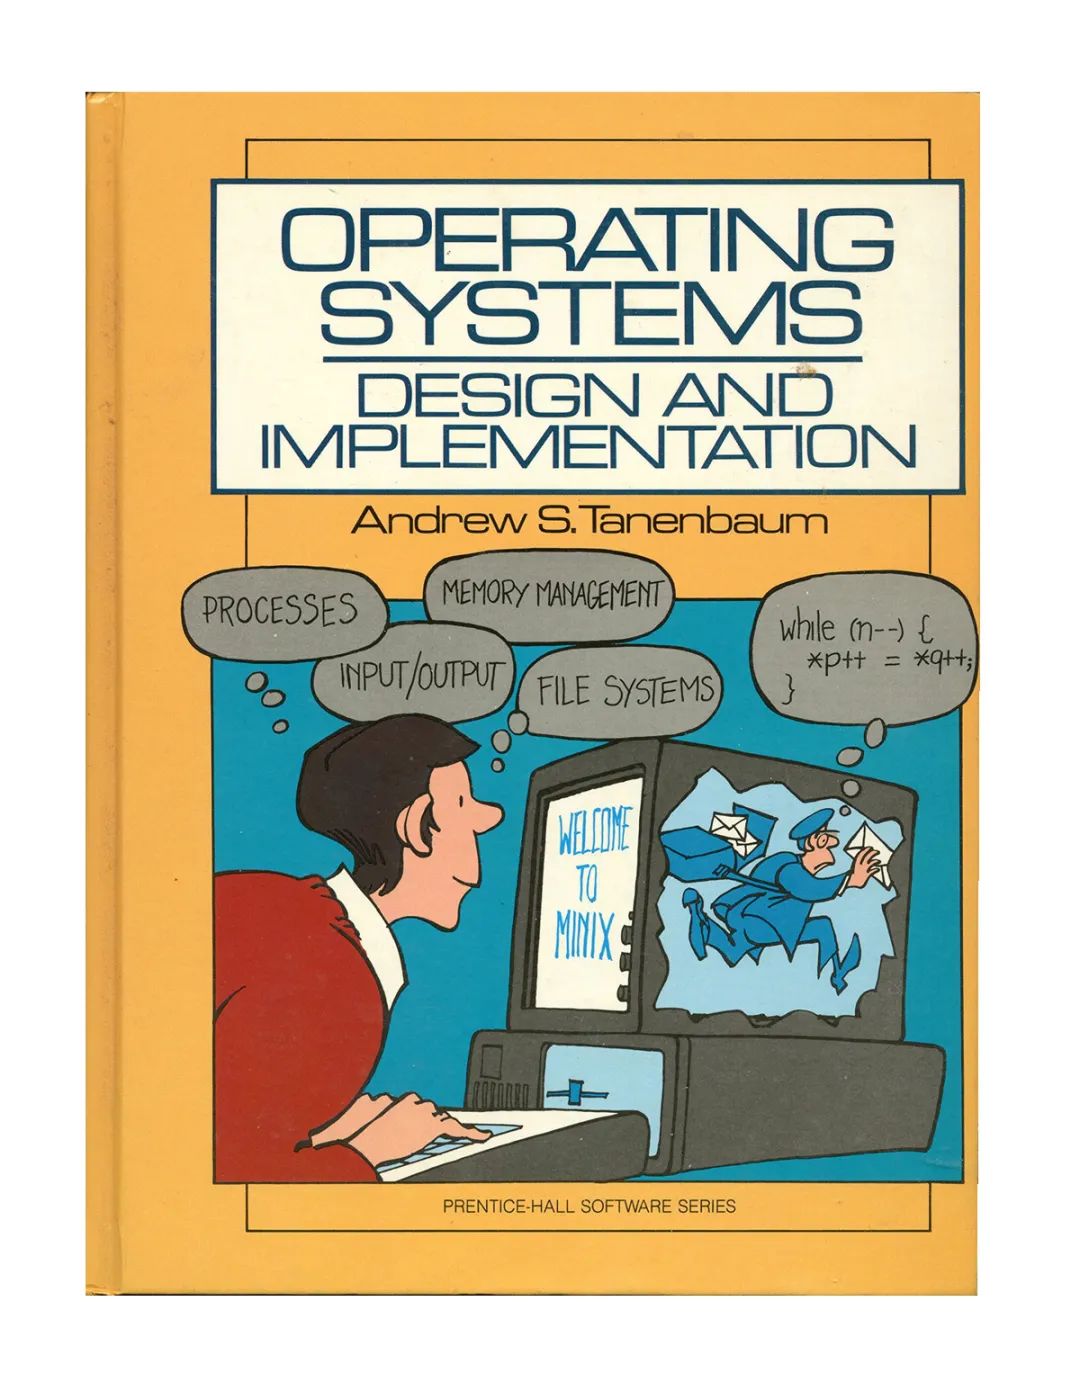 OPERATING
SYSTEMS
DESIGN AND
IMPLEMENTATION
Andrew S. Tanenbaum
PROCESSES
MEMORY MANAGEMENT
INPUT/OUTPUT
FILE SYSTEMS
while (n--) {
*p++ = *q++;
}
WELCOME
TO
MINIX
PRENTICE-HALL SOFTWARE SERIES